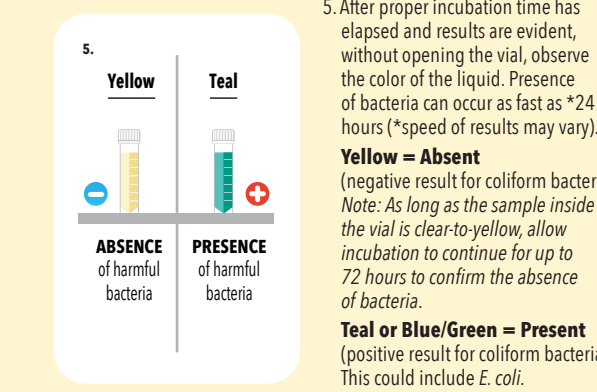 5.
Yellow
Teal
ABSENCE
of harmful
bacteria
PRESENCE
of harmful
bacteria
5. After proper incubation time has
elapsed and results are evident,
without opening the vial, observe
the color of the liquid. Presence
of bacteria can occur as fast as *24
hours (*speed of results may vary).
Yellow = Absent
(negative result for coliform bacter
Note: As long as the sample inside
the vial is clear-to-yellow, allow
incubation to continue for up to
72 hours to confirm the absence
of bacteria.
Teal or Blue/Green = Present
(positive result for coliform bacteria
This could include E. coli.